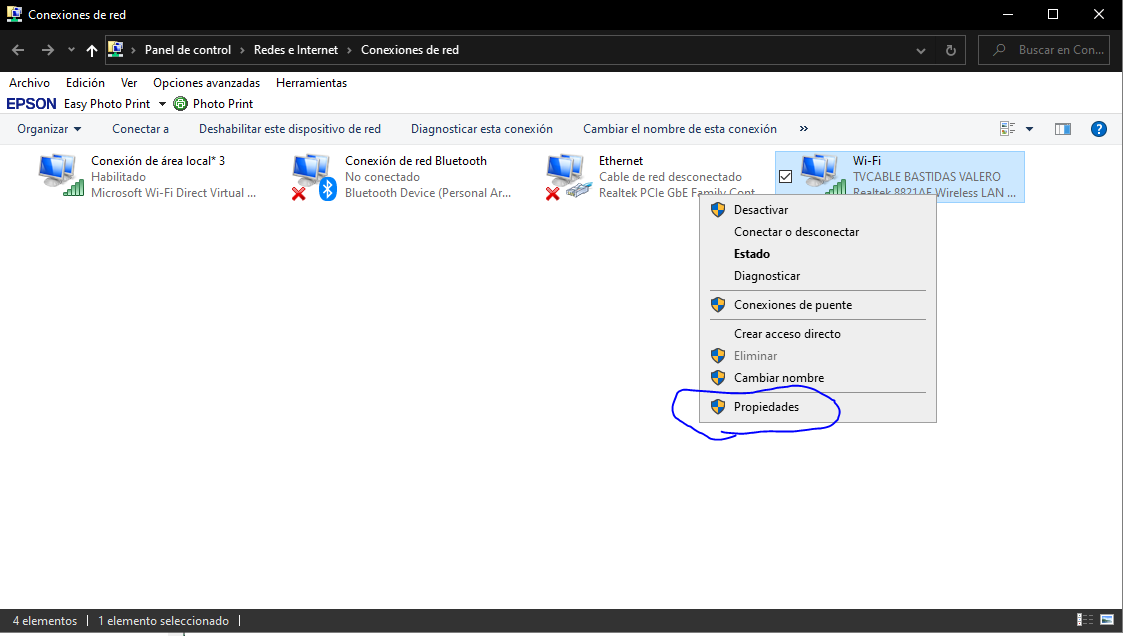 Conexiones de red
Panel de control > Redes e Internet > Conexiones de red
Buscar en Con...
Archivo Edición Ver Opciones avanzadas Herramientas
EPSON Easy Photo Print Photo Print
Organizar Conectar a Deshabilitar este dispositivo de red Diagnosticar esta conexión Cambiar el nombre de esta conexión »
Conexión de área local* 3
Habilitado
Microsoft Wi-Fi Direct Virtual ...
Conexión de red Bluetooth
No conectado
Bluetooth Device (Personal Ar...
Ethernet
Cable de red desconectado
Realtek PCIe GbE Family Cont
Wi-Fi
TVCABLE BASTIDAS VALERO
Realtek 8821AE Wireless LAN ...
Desactivar
Conectar o desconectar
Estado
Diagnosticar
Conexiones de puente
Crear acceso directo
Eliminar
Cambiar nombre
Propiedades
4 elementos 1 elemento seleccionado